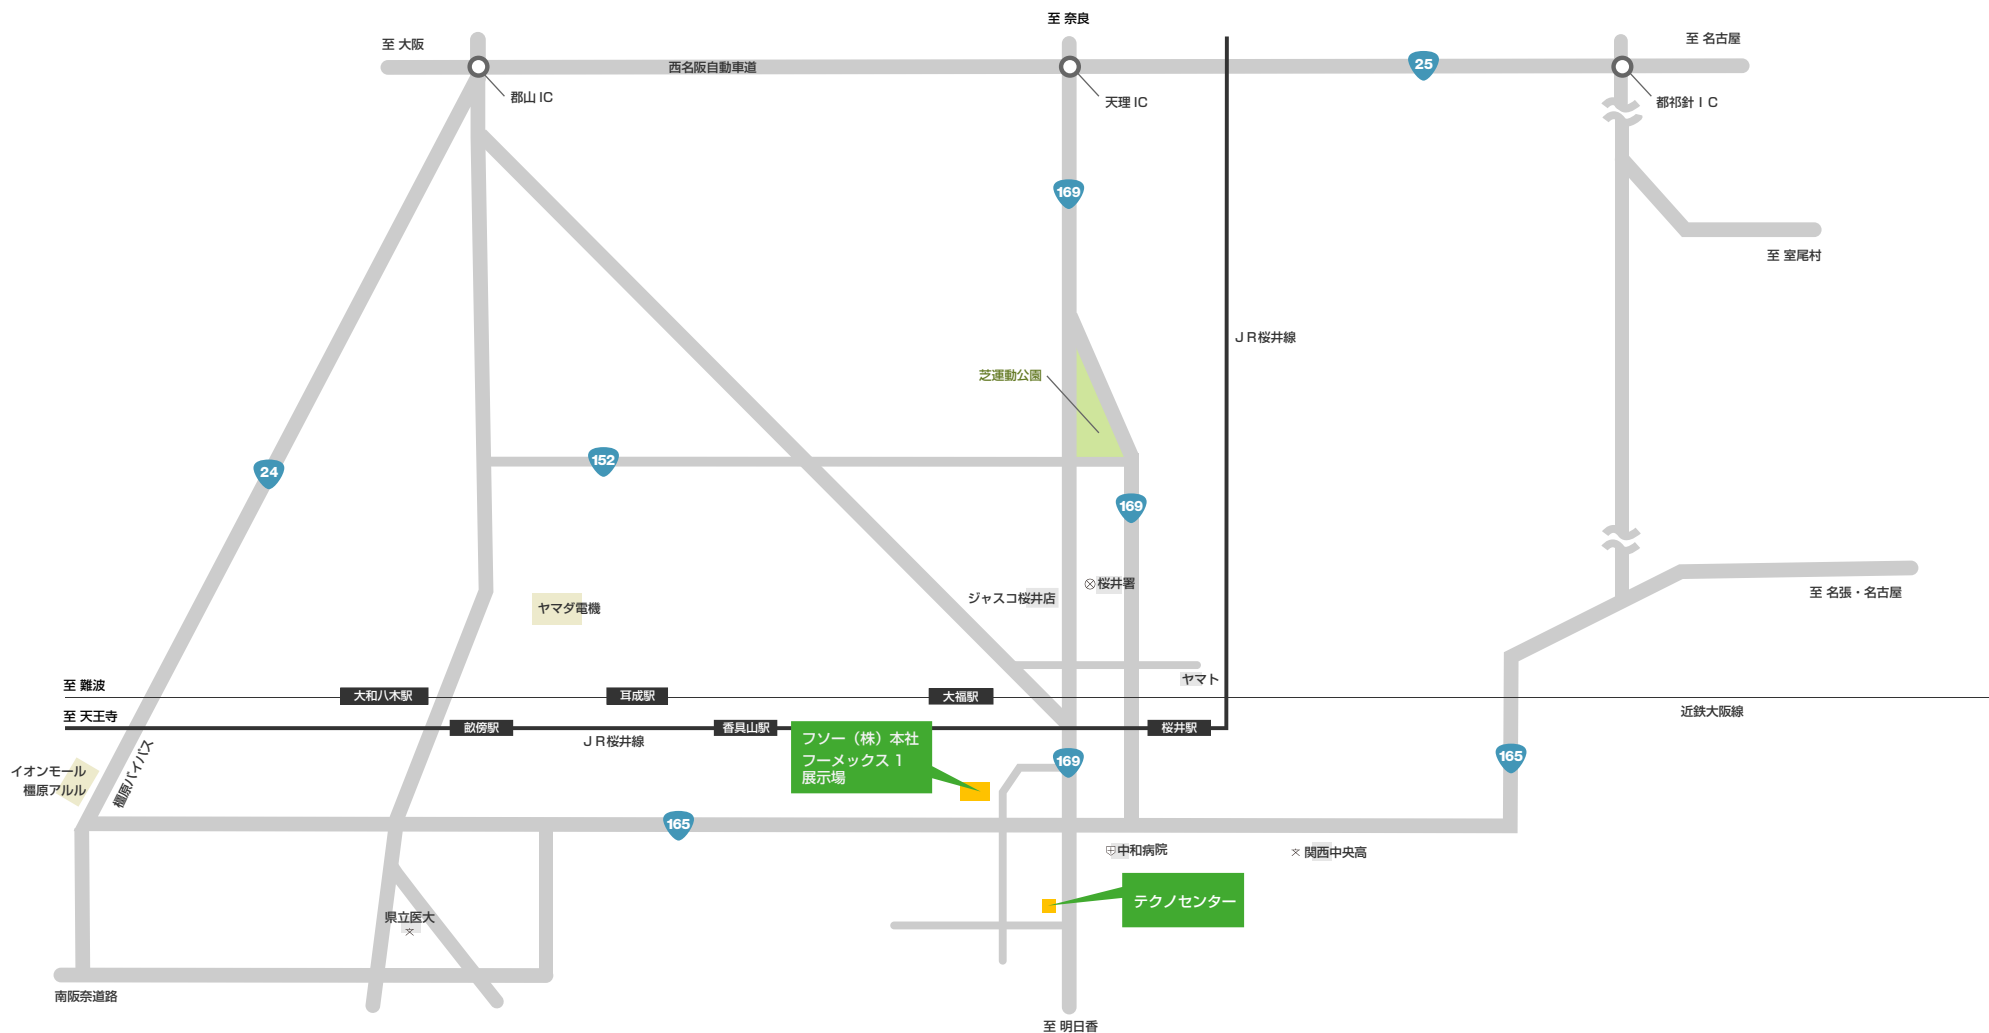 至 奈良
至 大阪
至 名古屋
西名阪自動車道
25
郡山 IC
天理 IC
都祁針ＩＣ
169
至 室尾村
ＪＲ桜井線
芝運動公園
24
152
169
桜井署
ジャスコ桜井店
ヤマダ電機
至 名張・名古屋
ヤマト
至 難波
大和八木駅
耳成駅
大福駅
近鉄大阪線
至 天王寺
畝傍駅
香具山駅
桜井駅
ＪＲ桜井線
フソー（株）本社
フーメックス 1
展示場
169
165
橿原バイパス
イオンモール
橿原アルル
165
中和病院
関西中央高
テクノセンター
県立医大
南阪奈道路
至 明日香